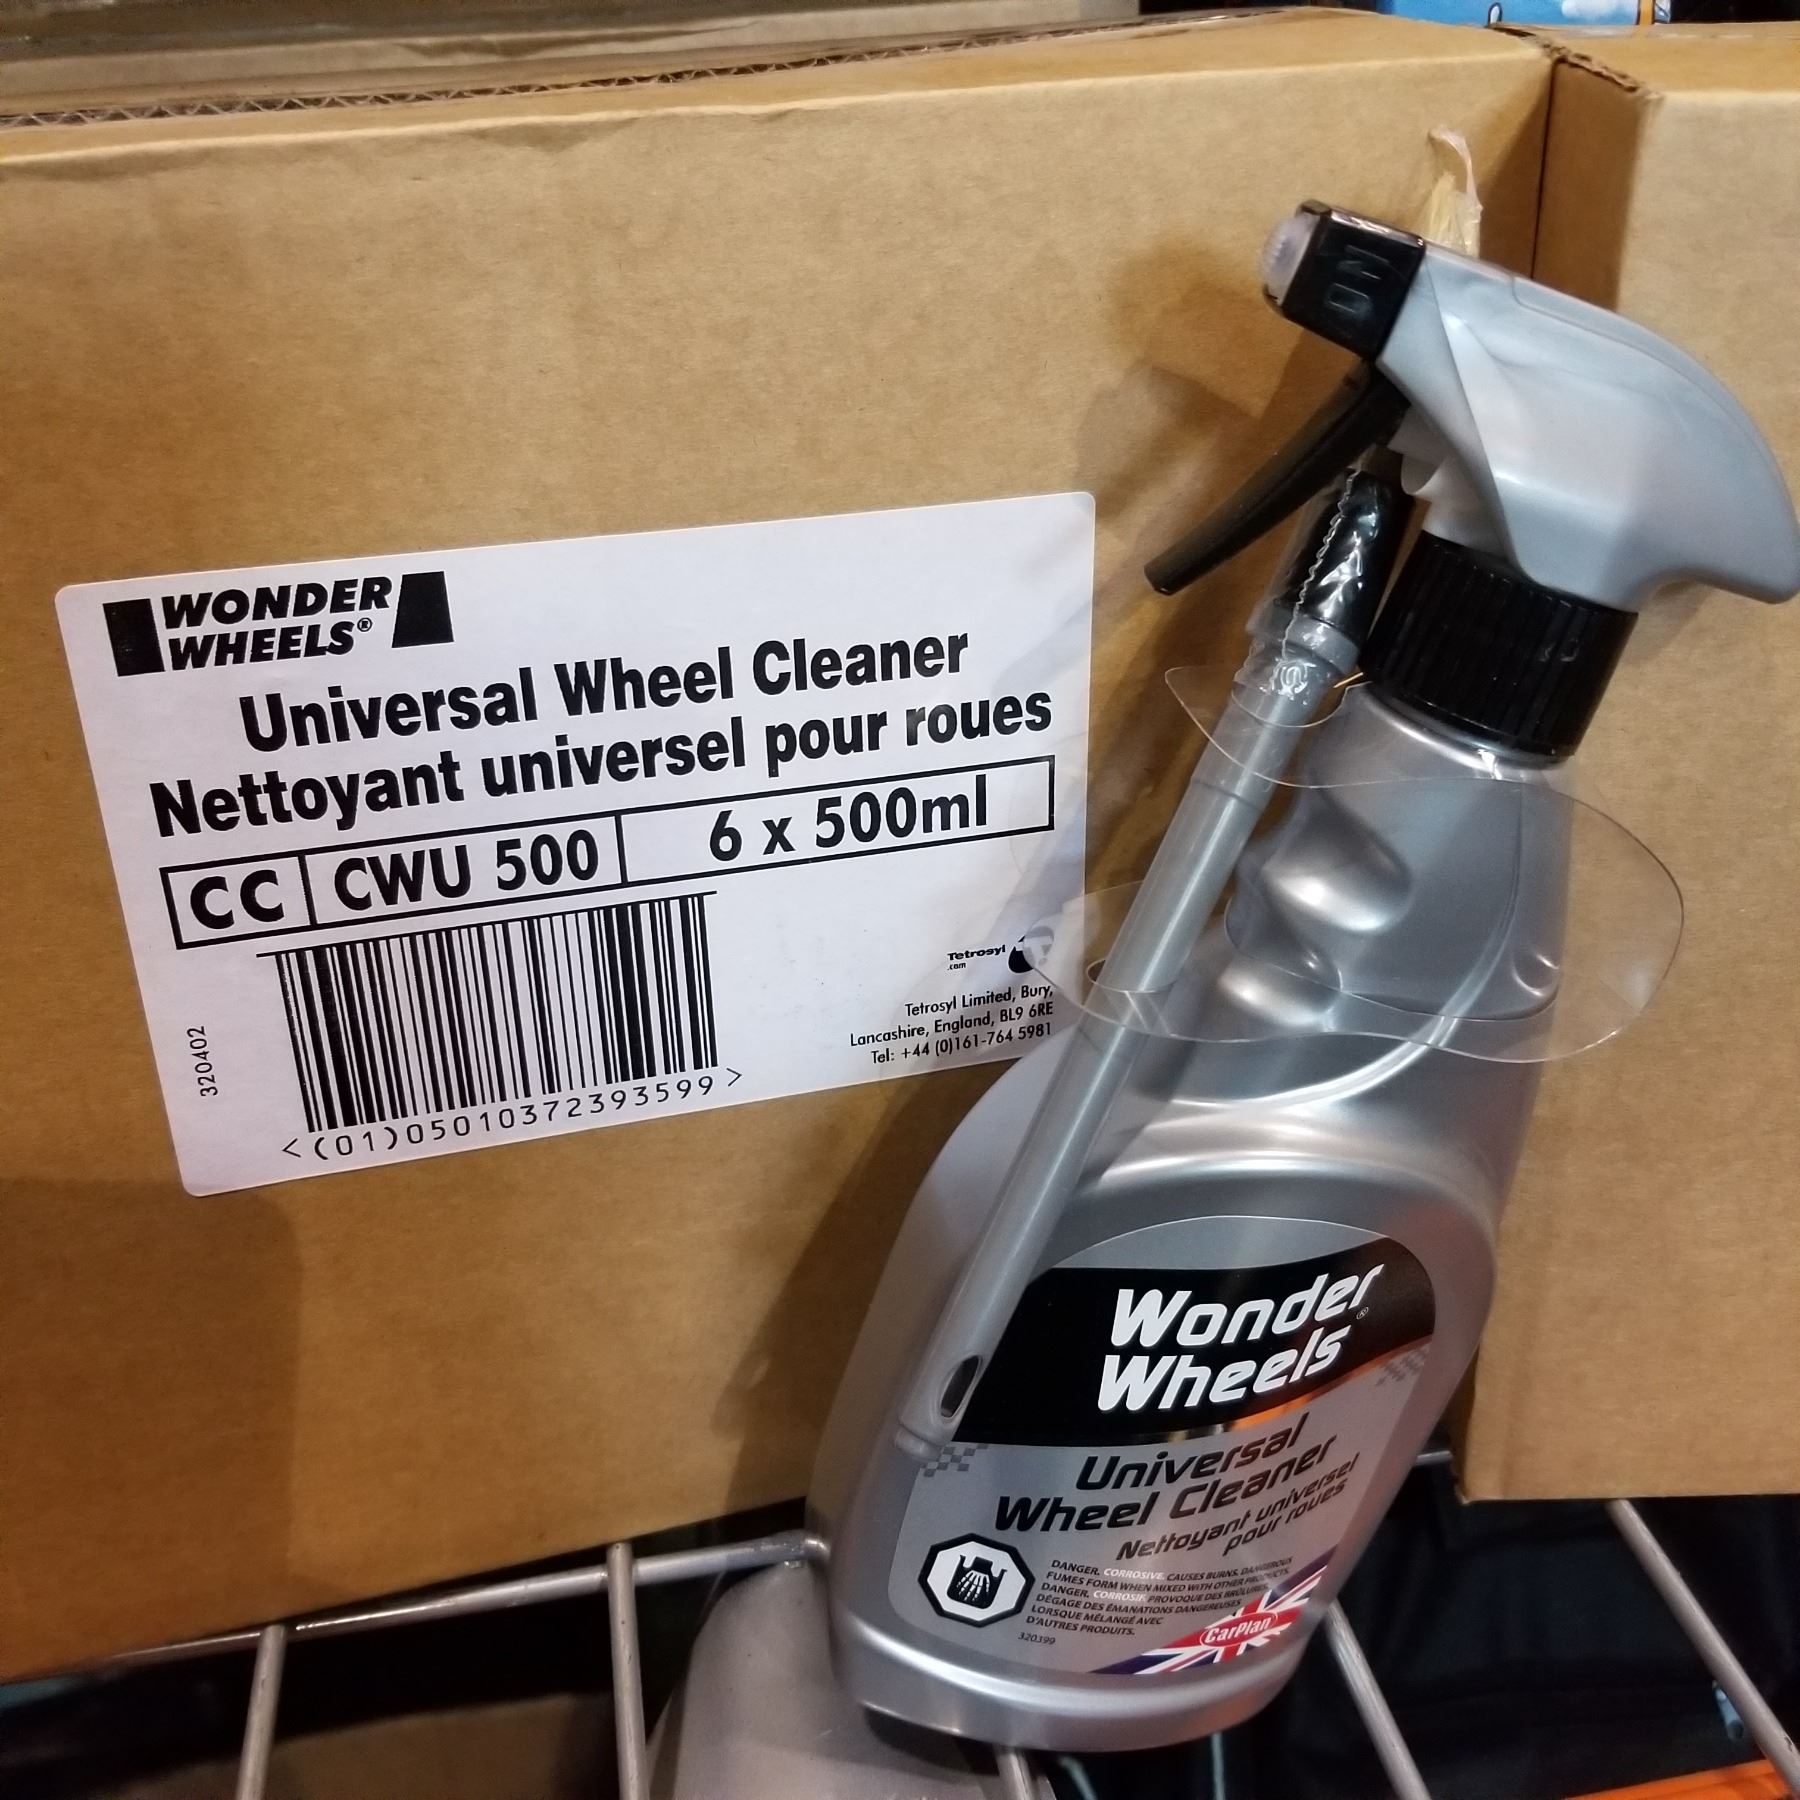 WONDER
WHEELS®
Universal Wheel Cleaner
Nettoyant universel pour roues
CC CWU 500 6 x 500ml
Tetrosyl
.com
Tetrosyl Limited, Bury,
Lancashire, England, BL9 6RE
Tel: +44 (0)161-764 5981
320402
<(01)05010372393599>
ON
Wonder
Wheels®
Universal
Wheel Cleaner
Nettoyant universel
pour roues
DANGER. CORROSIVE. CAUSES BURNS. DANGEROUS
FUMES FORM WHEN MIXED WITH OTHER PRODUCTS.
DANGER. CORROSIF. PROVOQUE DES BRÛLURES.
DÉGAGE DES ÉMANATIONS DANGEREUSES
LORSQUE MÉLANGÉ AVEC
D'AUTRES PRODUITS.
320399
CarPlan